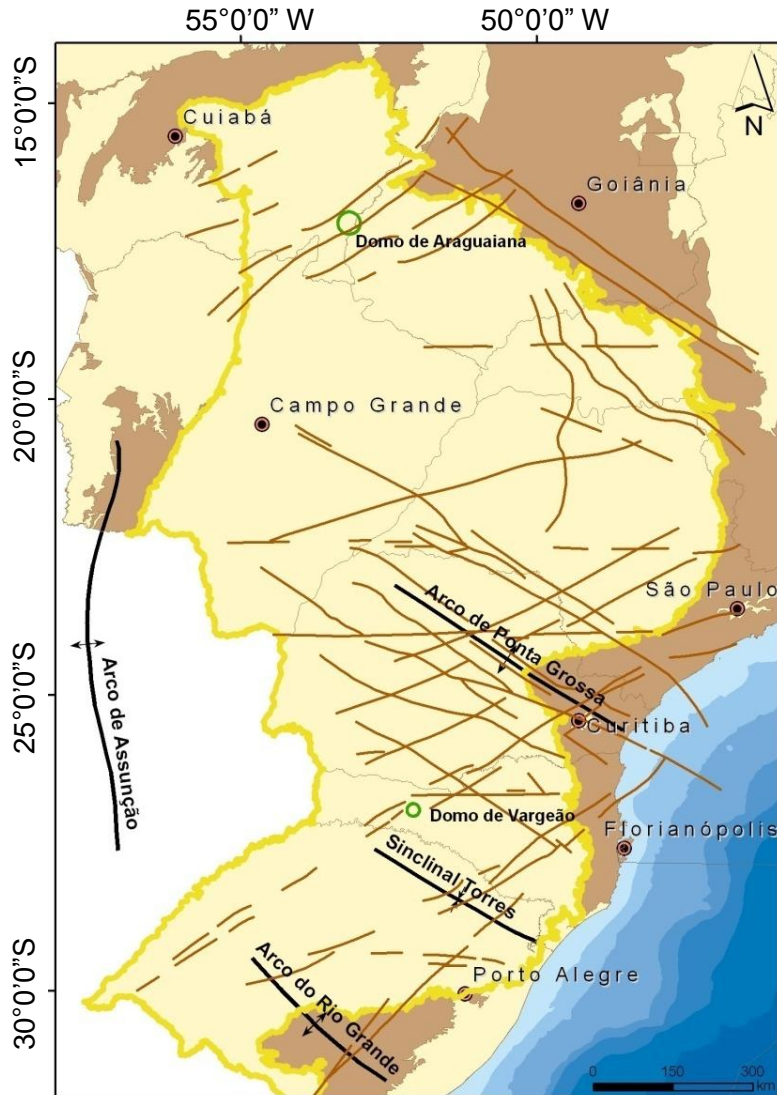 55°0'0" W
50°0'0" W
15°0'0"S
Cuiabá
N
Goiânia
Domo de Araguaiana
20°0'0"S
Campo Grande
São Paulo
Arco de Ponta Grossa
25°0'0"S
Arco de Assunção
Curitiba
Domo de Vargeão
Florianópolis
Sinclinal Torres
30°0'0"S
Arco do Rio Grande
Porto Alegre
0 150 300
km